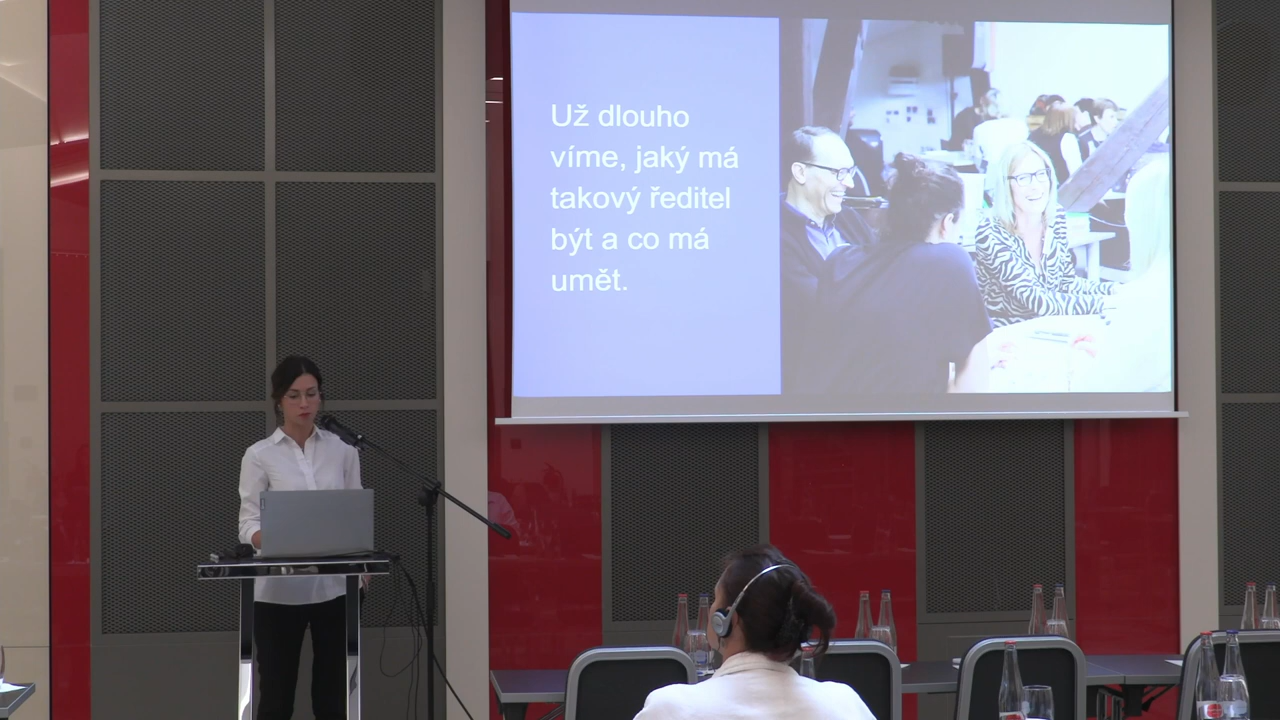 Už dlouho
víme, jaký má
takový ředitel
být a co má
umět.